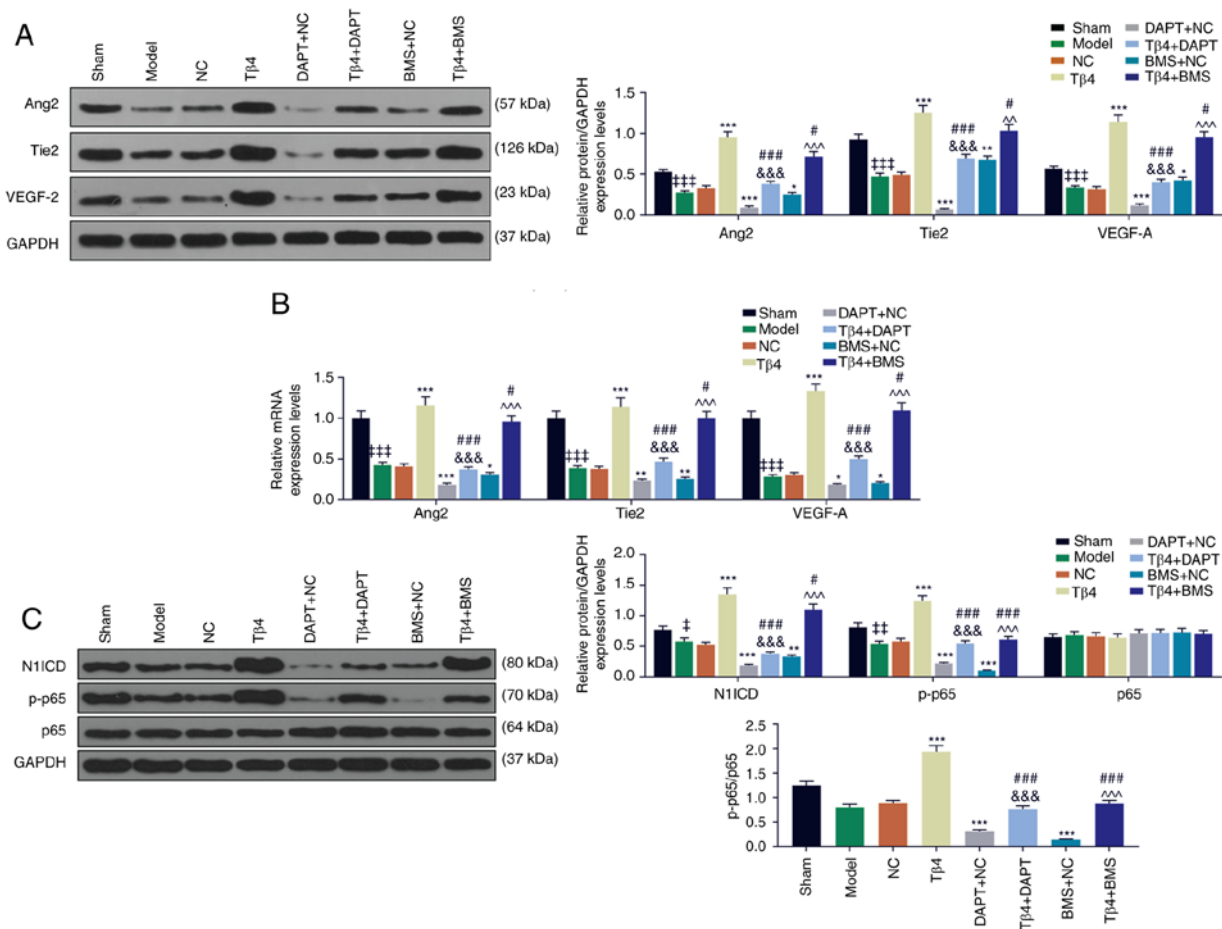 A
Sham
Model
NC
Tβ4
DAPT+NC
Tβ4+DAPT
BMS+NC
Tβ4+BMS
Ang2
(57 kDa)
Tie2
(126 kDa)
VEGF-2
(23 kDa)
GAPDH
(37 kDa)
Sham
Model
NC
Tβ4
DAPT+NC
Tβ4+DAPT
BMS+NC
Tβ4+BMS
Relative protein/GAPDH
expression levels
1.5
1.0
0.5
0.0
‡‡‡
***
***
###
&&&
*
#
^^^
‡‡‡
***
***
###
&&&
**
#
^^
‡‡‡
***
***
###
&&&
*
#
^^^
Ang2
Tie2
VEGF-A
B
Sham
Model
NC
Tβ4
DAPT+NC
Tβ4+DAPT
BMS+NC
Tβ4+BMS
Relative mRNA
expression levels
1.5
1.0
0.5
0.0
‡‡‡
***
***
###
&&&
*
#
^^^
‡‡‡
***
**
###
&&&
**
#
^^^
‡‡‡
***
*
###
&&&
*
#
^^^
Ang2
Tie2
VEGF-A
C
Sham
Model
NC
Tβ4
DAPT+NC
Tβ4+DAPT
BMS+NC
Tβ4+BMS
N1ICD
(80 kDa)
p-p65
(70 kDa)
p65
(64 kDa)
GAPDH
(37 kDa)
Sham
Model
NC
Tβ4
DAPT+NC
Tβ4+DAPT
BMS+NC
Tβ4+BMS
Relative protein/GAPDH
expression levels
2.0
1.5
1.0
0.5
0.0
‡
***
***
###
&&&
**
#
^^^
‡‡
***
***
###
&&&
***
###
^^^
N1ICD
p-p65
p65
p-p65/p65
2.5
2.0
1.5
1.0
0.5
0.0
***
***
###
&&&
***
###
^^^
Sham
Model
NC
Tβ4
DAPT+NC
Tβ4+DAPT
BMS+NC
Tβ4+BMS